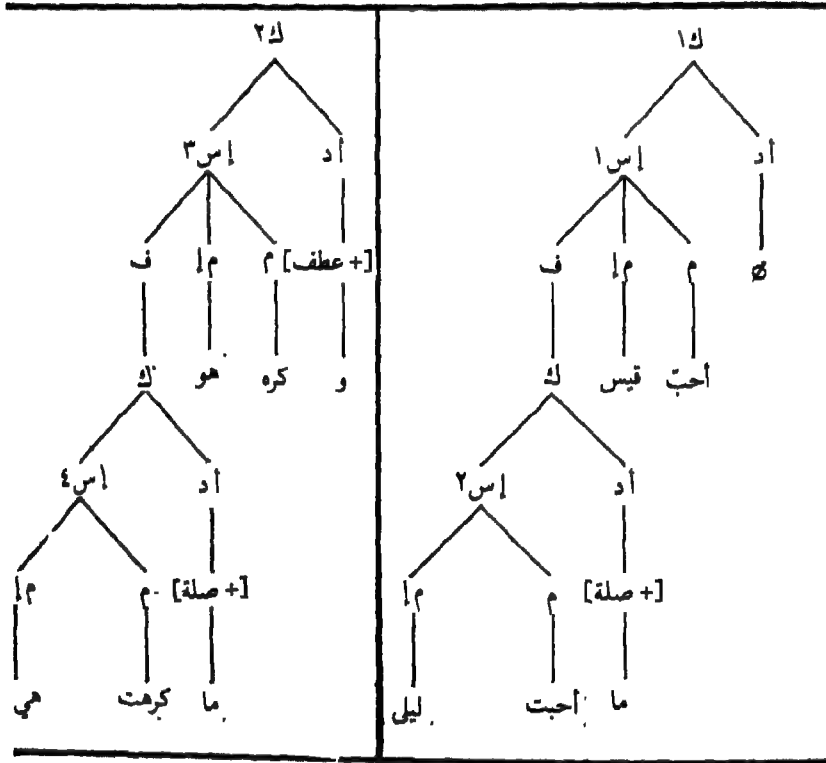 ك١
أد
إس١
ø
م
م إ
ف
أحبّ
قيس
ك
أد
إس٢
[+ صلة]
م
م إ
ما
أحبت
ليلى
ك٢
أد
إس٣
[+ عطف]
م
م إ
ف
و
كره
هو
ك
أد
إس٤
[+ صلة]
م
م إ
ما
كرهت
هي